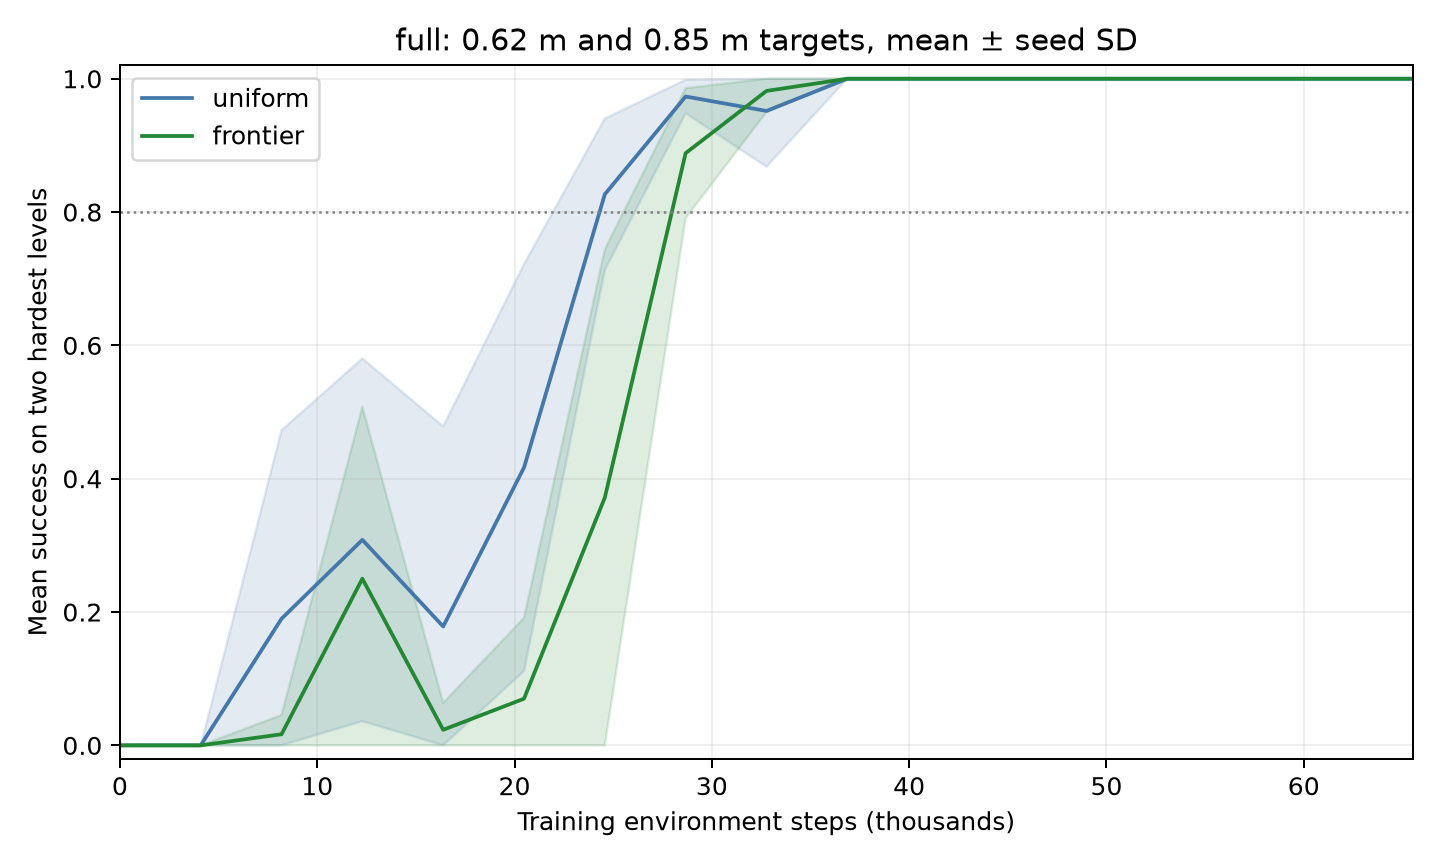 full: 0.62 m and 0.85 m targets, mean ± seed SD
uniform
frontier
Mean success on two hardest levels
1.0
0.8
0.6
0.4
0.2
0.0
0 10 20 30 40 50 60
Training environment steps (thousands)